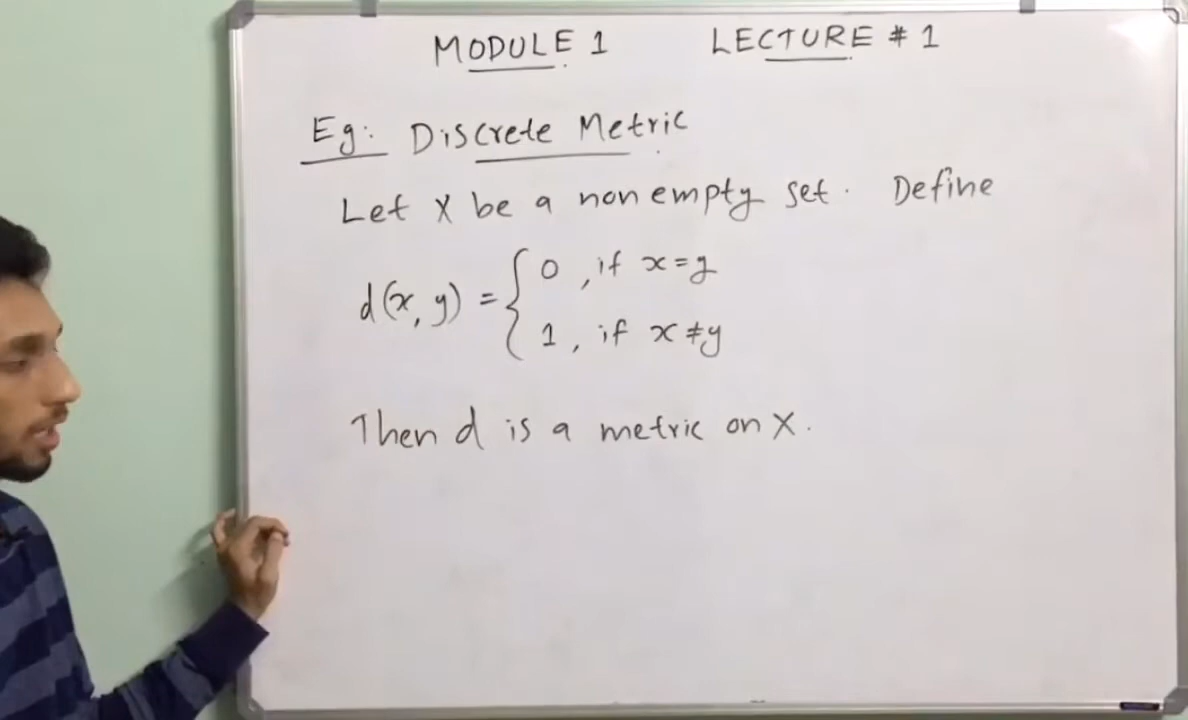 MODULE 1 LECTURE # 1
Eg: Discrete Metric
Let X be a non empty set. Define
d(x, y) = { 0 , if x = y
1 , if x ≠ y
Then d is a metric on X.